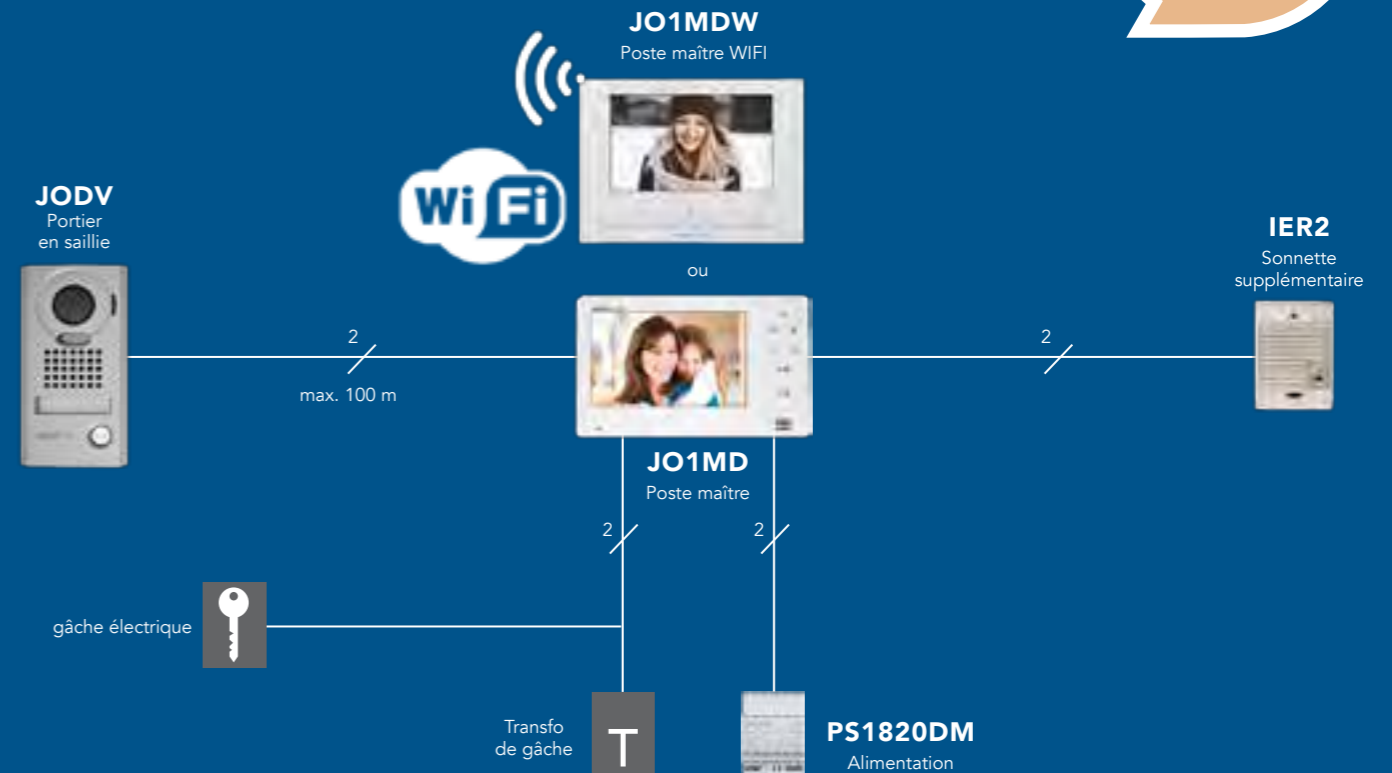 JO1MDW
Poste maître WIFI
Wi Fi
JODV
Portier
en saillie
ou
IER2
Sonnette
supplémentaire
2
max. 100 m
2
JO1MD
Poste maître
2
2
gâche électrique
Transfo
de gâche
T
PS1820DM
Alimentation